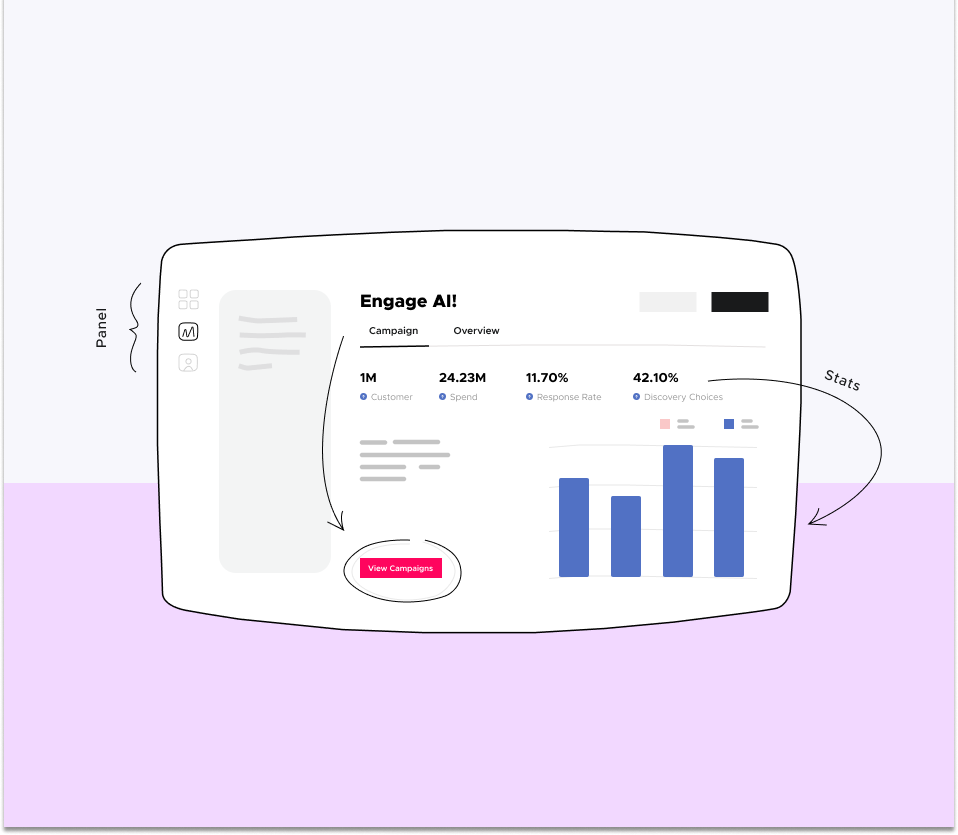 Panel
Engage AI!
Campaign Overview
1M 24.23M 11.70% 42.10%
Customer Spend Response Rate Discovery Choices
Stats
View Campaigns